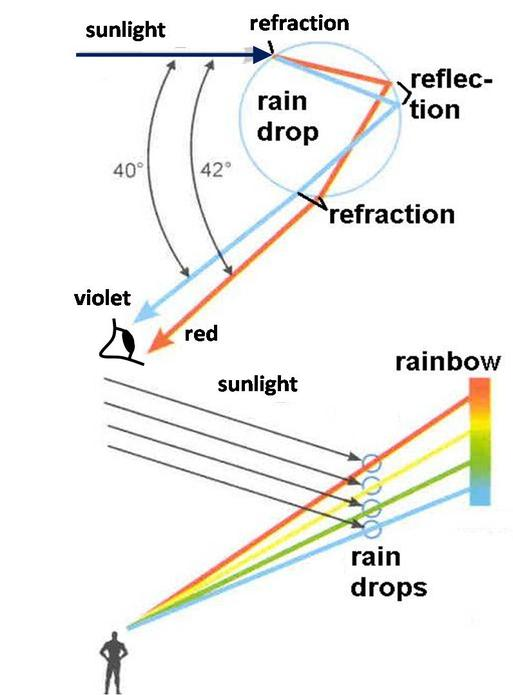 refraction
sunlight
reflec-
tion
rain
drop
40°
42°
refraction
violet
red
rainbow
sunlight
rain
drops